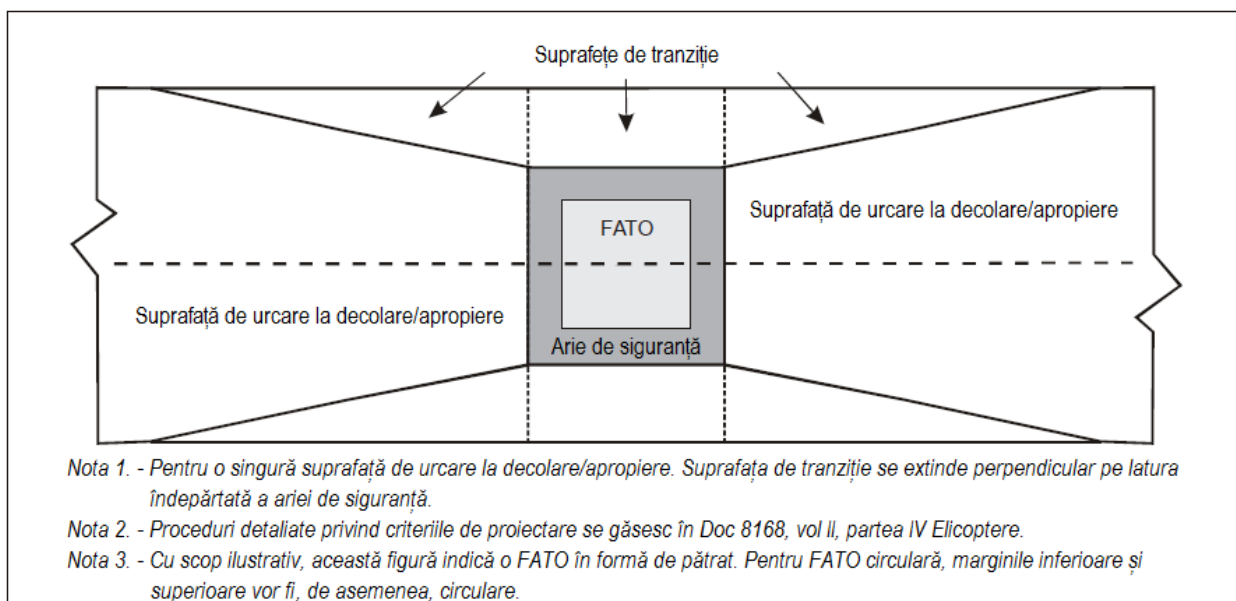 Suprafețe de tranziție
FATO
Suprafață de urcare la decolare/apropiere
Suprafață de urcare la decolare/apropiere
Arie de siguranță
Nota 1. - Pentru o singură suprafață de urcare la decolare/apropiere. Suprafața de tranziție se extinde perpendicular pe latura
îndepărtată a ariei de siguranță.
Nota 2. - Proceduri detaliate privind criteriile de proiectare se găsesc în Doc 8168, vol II, partea IV Elicoptere.
Nota 3. - Cu scop ilustrativ, această figură indică o FATO în formă de pătrat. Pentru FATO circulară, marginile inferioare și
superioare vor fi, de asemenea, circulare.